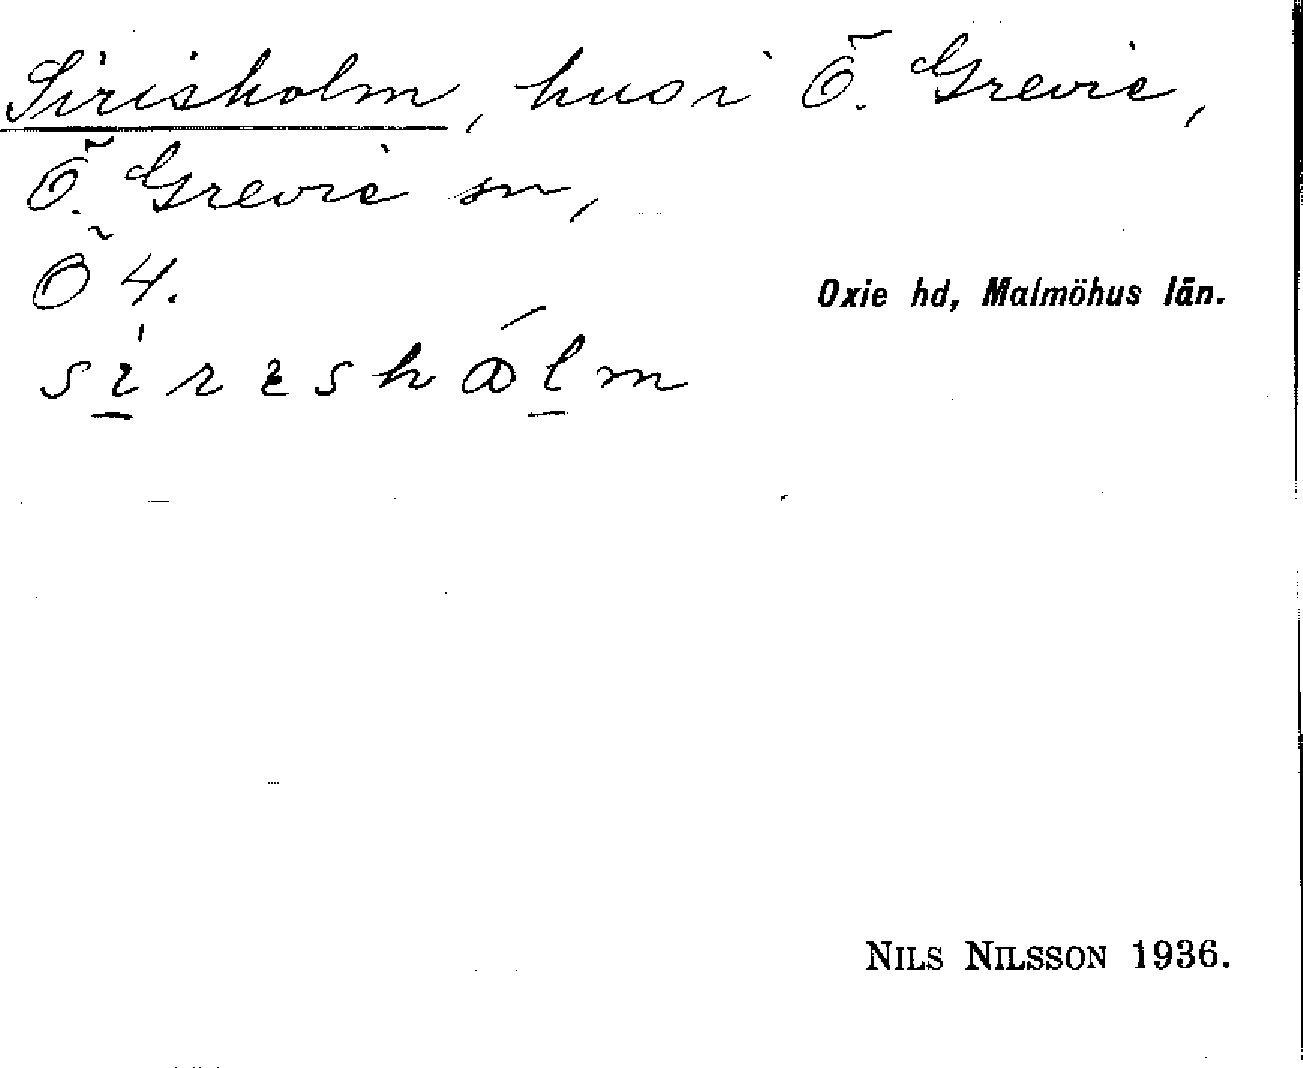 Sirisholm, hus i Ö. Grevie,
Ö. Grevie sn,
Ö 4.
Oxie hd, Malmöhus län.
sirishålm
NILS NILSSON 1936.